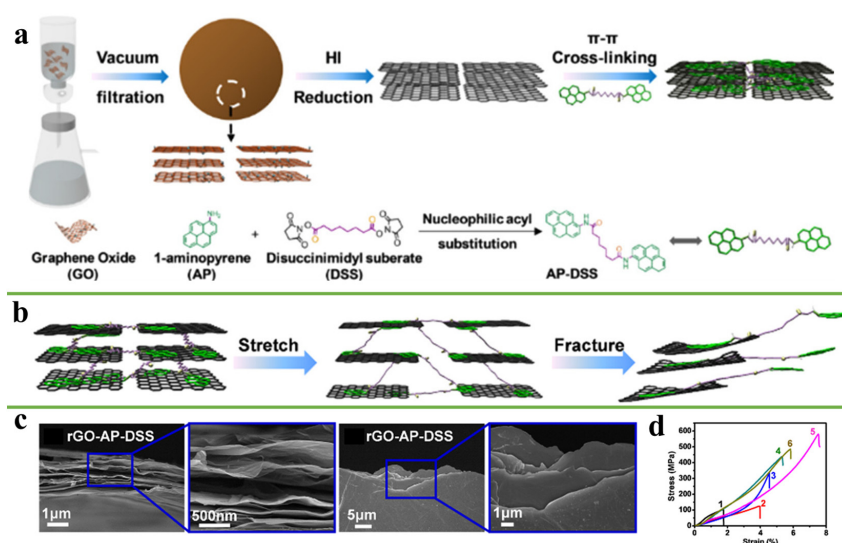 a
Vacuum
filtration
HI
Reduction
π-π
Cross-linking
NH₂
+
Nucleophilic acyl
substitution
Graphene Oxide
(GO)
1-aminopyrene
(AP)
Disuccinimidyl suberate
(DSS)
AP-DSS
b
Stretch
Fracture
c
rGO-AP-DSS
1μm
500nm
rGO-AP-DSS
5μm
1μm
d
Stress (MPa)
600
500
400
300
200
100
0
0 2 4 6 8
Strain (%)
1
2
3
4
5
6